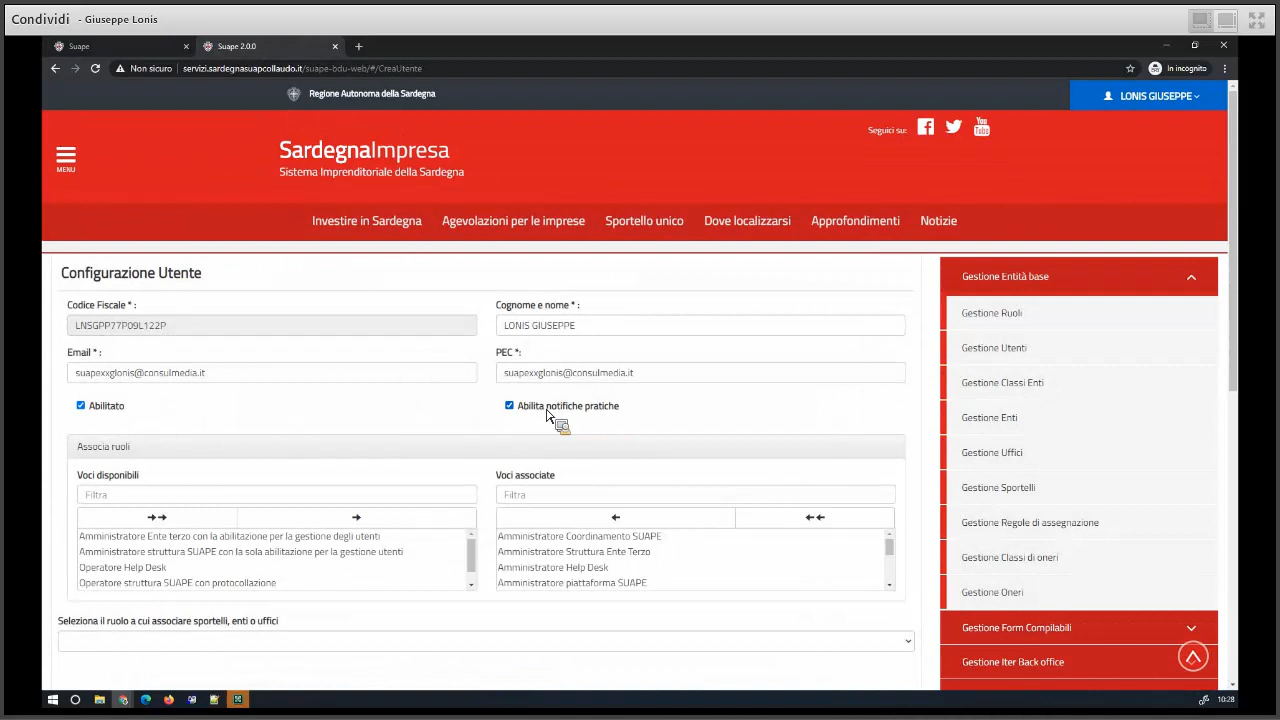 Condividi - Giuseppe Lonis
Suape
Suape 2.0.0
Non sicuro
servizi.sardegnasuapcollaudo.it/suape-bdu-web/#/CreaUtente
In incognito
Regione Autonoma della Sardegna
LONIS GIUSEPPE
MENU
SardegnaImpresa
Sistema Imprenditoriale della Sardegna
Seguici su:
You
Tube
Investire in Sardegna
Agevolazioni per le imprese
Sportello unico
Dove localizzarsi
Approfondimenti
Notizie
Configurazione Utente
Codice Fiscale * :
Cognome e nome * :
LNSGPP77P09L122P
LONIS GIUSEPPE
Email * :
PEC *:
suapexxglonis@consulmedia.it
suapexxglonis@consulmedia.it
Abilitato
Abilita notifiche pratiche
Associa ruoli
Voci disponibili
Filtra
Amministratore Ente terzo con la abilitazione per la gestione degli utenti
Amministratore struttura SUAPE con la sola abilitazione per la gestione utenti
Operatore Help Desk
Operatore struttura SUAPE con protocollazione
Voci associate
Filtra
Amministratore Coordinamento SUAPE
Amministratore Struttura Ente Terzo
Amministratore Help Desk
Amministratore piattaforma SUAPE
Seleziona il ruolo a cui associare sportelli, enti o uffici
Gestione Entità base
Gestione Ruoli
Gestione Utenti
Gestione Classi Enti
Gestione Enti
Gestione Uffici
Gestione Sportelli
Gestione Regole di assegnazione
Gestione Classi di oneri
Gestione Oneri
Gestione Form Compilabili
Gestione Iter Back office
10:28